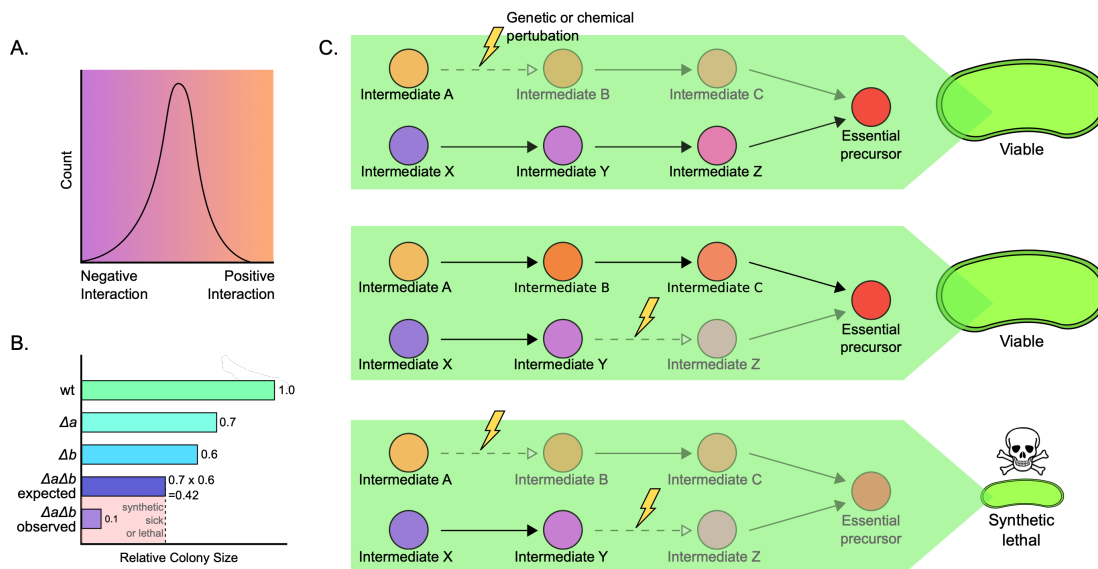 A.
Count
Negative
Interaction
Positive
Interaction
B.
wt
1.0
Δa
0.7
Δb
0.6
ΔaΔb
expected
0.7 x 0.6
=0.42
ΔaΔb
observed
0.1
synthetic
sick
or lethal
Relative Colony Size
C.
Genetic or chemical
pertubation
Intermediate A
Intermediate B
Intermediate C
Intermediate X
Intermediate Y
Intermediate Z
Essential
precursor
Viable
Intermediate A
Intermediate B
Intermediate C
Intermediate X
Intermediate Y
Intermediate Z
Essential
precursor
Viable
Intermediate A
Intermediate B
Intermediate C
Intermediate X
Intermediate Y
Intermediate Z
Essential
precursor
Synthetic
lethal